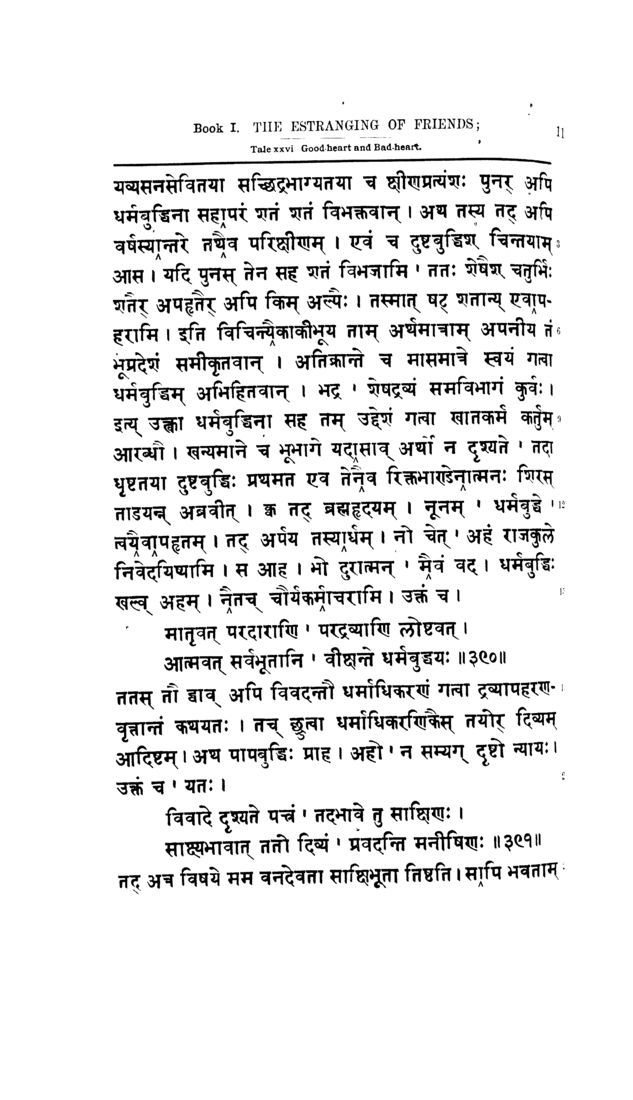 Book I. THE ESTRANGING OF FRIENDS;
Tale xxvi Good-heart and Bad-heart.
यव्यसनसेवितया सच्छिद्रभाग्यतया च क्षीणप्रत्यंशः पुनर् अपि
धर्मबुद्धिना सहापरं शतं शतं विभक्तवान् । अथ तस्य तद् अपि
वर्षस्यान्तरे तथैव परिक्षीणम् । एवं च दुष्टबुद्धिश् चिन्तयाम् 3
आस । यदि पुनस् तेन सह शतं विभजामि ' ततः शेषैश् चतुर्भिः
शतैर् अपहृतैर् अपि किम् अल्पैः । तस्मात् षट् शतान्य् एवाप-
हरामि । इति विचिन्त्यैकाकीभूय ताम् अर्थमात्राम् अपनीय तं 6
भूप्रदेशं समीकृतवान् । अतिक्रान्ते च मासमात्रे स्वयं गत्वा
धर्मबुद्धिम् अभिहितवान् । भद्र ' शेषद्रव्यं समविभागं कुर्वः ।
इत्य् उक्त्वा धर्मबुद्धिना सह तम् उद्देशं गत्वा खातकर्म कर्तुम् 9
आरब्धौ । खन्यमाने च भूभागे यदासाव् अर्थो न दृश्यते ' तदा
धृष्टतया दुष्टबुद्धिः प्रथमत एव तेनैव रिक्तभाण्डेनात्मनः शिरस्
ताडयन्न् अब्रवीत् । क्व तद् ब्रह्महृदयम् । नूनम् ' धर्मबुद्धे ' 12
त्वयैवापहृतम् । तद् अर्पय तस्यार्धम् । नो चेत् ' अहं राजकुले
निवेदयिष्यामि । स आह । भो दुरात्मन् ' मैवं वद । धर्मबुद्धिः
खल्व् अहम् । नैतच् चौर्यकर्माचरामि । उक्तं च ।
मातृवत् परदाराणि ' परद्रव्याणि लोष्टवत् ।
आत्मवत् सर्वभूतानि ' वीक्षन्ते धर्मबुद्धयः ॥३९०॥
ततस् तौ द्वाव् अपि विवदन्तौ धर्माधिकरणं गत्वा द्रव्यापहरण-
वृत्तान्तं कथयतः । तच् छ्रुत्वा धर्माधिकरणिकैस् तयोर् दिव्यम्
आदिष्टम् । अथ पापबुद्धिः प्राह । अहो ' न सम्यग् दृष्टो न्यायः ।
उक्तं च ' यतः ।
विवादे दृश्यते पत्त्रं ' तदभावे तु साक्षिणः ।
साक्ष्यभावात् ततो दिव्यं ' प्रवदन्ति मनीषिणः ॥३९१॥
तद् अत्र विषये मम वनदेवता साक्षिभूता तिष्ठति । सापि भवताम्